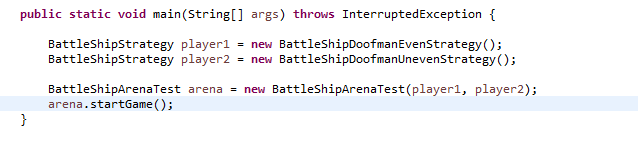 public static void main(String[] args) throws InterruptedException {
BattleShipStrategy player1 = new BattleShipDoofmanEvenStrategy();
BattleShipStrategy player2 = new BattleShipDoofmanUnevenStrategy();
BattleShipArenaTest arena = new BattleShipArenaTest(player1, player2);
arena.startGame();
}